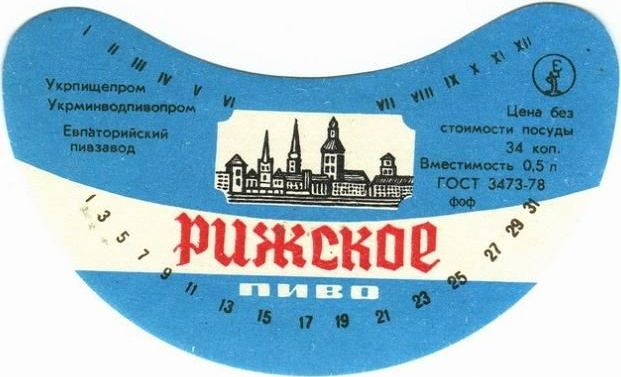 I II III IV V VI VII VIII IX X XI XII
Укрпищепром
Укрминводпивопром
Евпаторийский
пивзавод
Цена без
стоимости посуды
34 коп.
Вместимость 0,5 л
ГОСТ 3473-78
фоф
Рижское
пиво
1 3 5 7 9 11 13 15 17 19 21 23 25 27 29 31